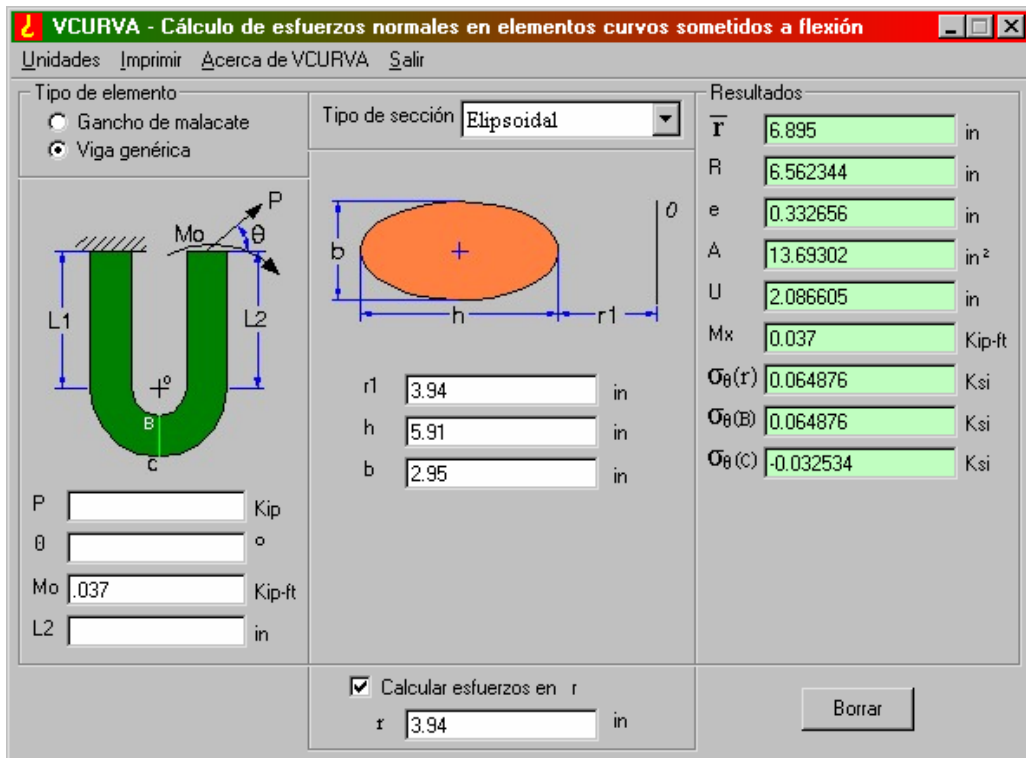 VCURVA - Cálculo de esfuerzos normales en elementos curvos sometidos a flexión
Unidades Imprimir Acerca de VCURVA Salir
Tipo de elemento
Gancho de malacate
Viga genérica
Tipo de sección Elipsoidal
P
Mo
θ
L1
L2
o
B
C
P Kip
θ º
Mo .037 Kip-ft
L2 in
b
h
r1
0
r1 3.94 in
h 5.91 in
b 2.95 in
Calcular esfuerzos en r
r 3.94 in
Resultados
r̅ 6.895 in
R 6.562344 in
e 0.332656 in
A 13.69302 in²
U 2.086605 in
Mx 0.037 Kip-ft
σθ(r) 0.064876 Ksi
σθ(B) 0.064876 Ksi
σθ(C) -0.032534 Ksi
Borrar